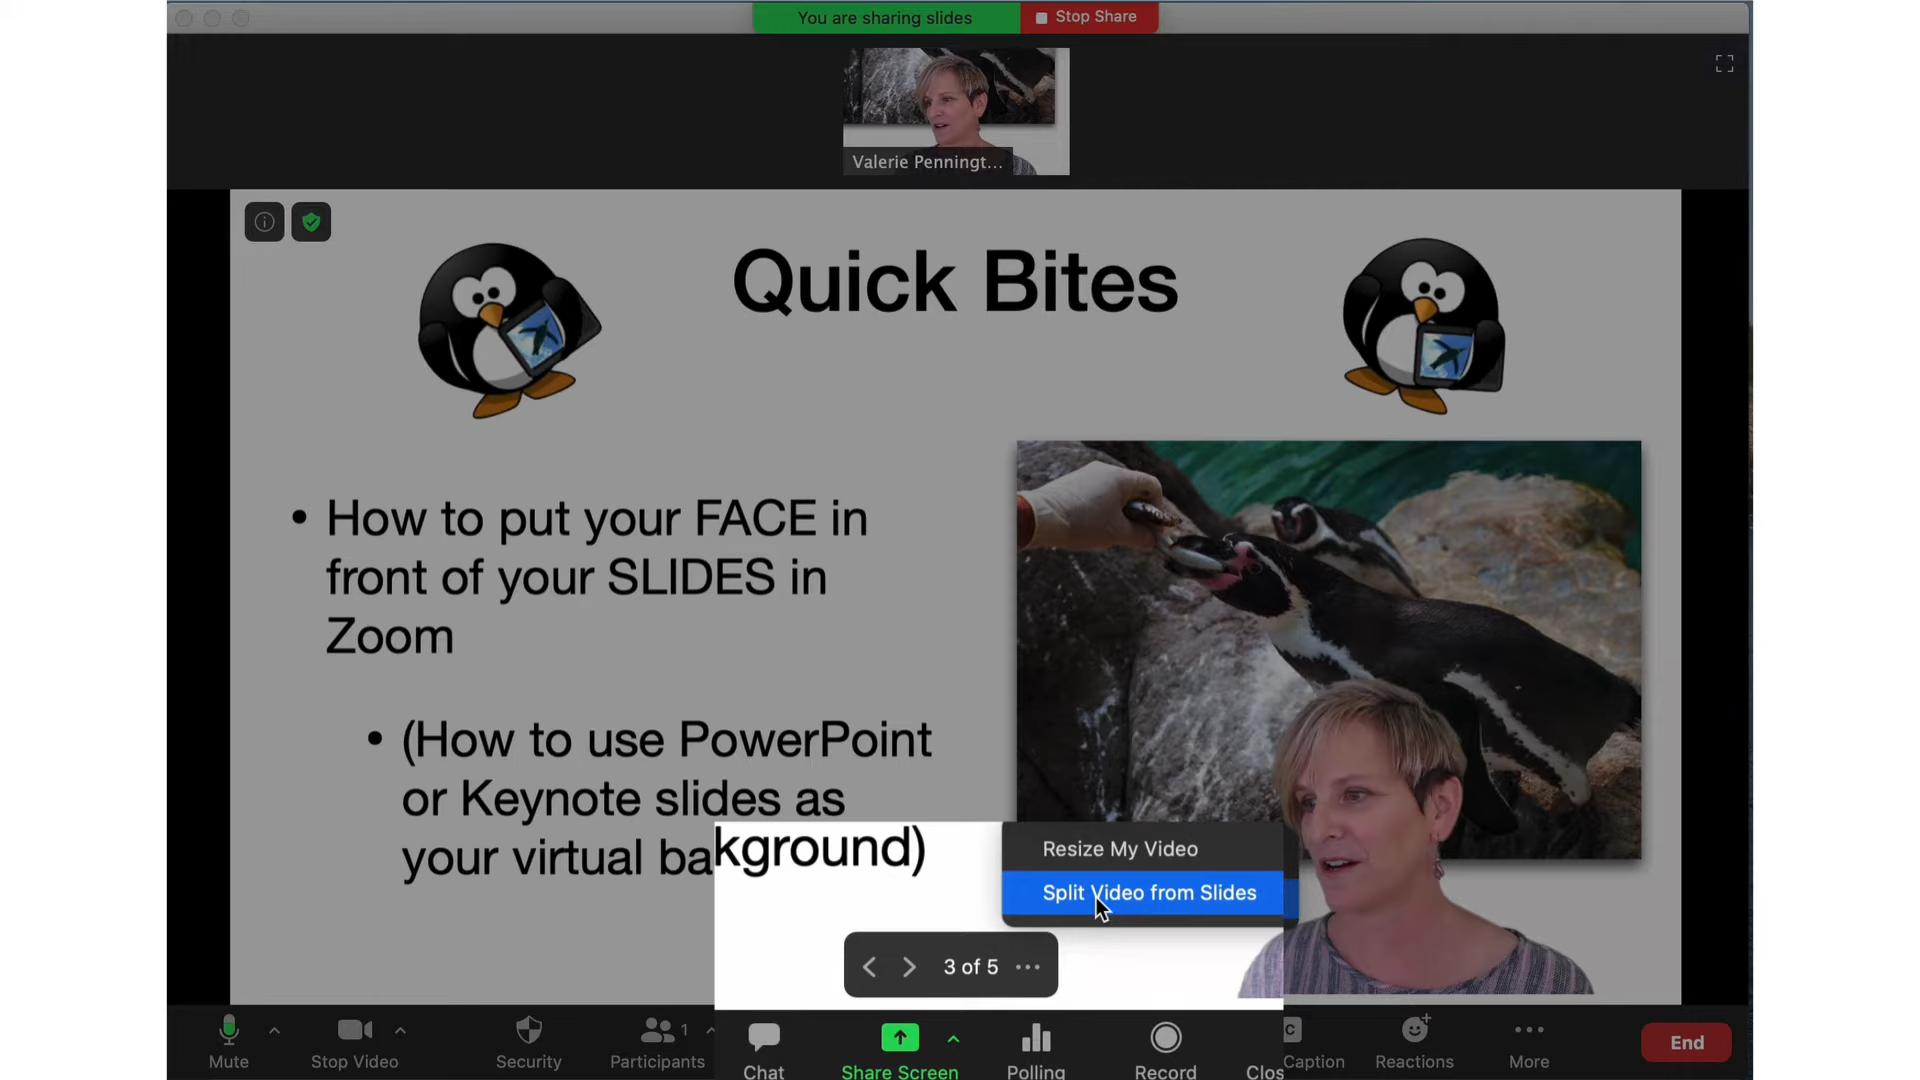 You are sharing slides
Stop Share
Valerie Penningt...
Quick Bites
• How to put your FACE in
front of your SLIDES in
Zoom
• (How to use PowerPoint
or Keynote slides as
your virtual ba
kground)
Resize My Video
Split Video from Slides
3 of 5
1
Mute
Stop Video
Security
Participants
Chat
Share Screen
Polling
Record
Clos
C
Caption
Reactions
More
End